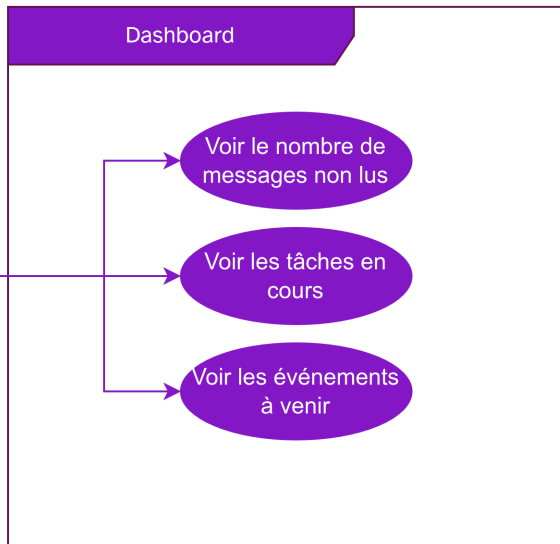 Dashboard
Voir le nombre de
messages non lus
Voir les tâches en
cours
Voir les événements
à venir